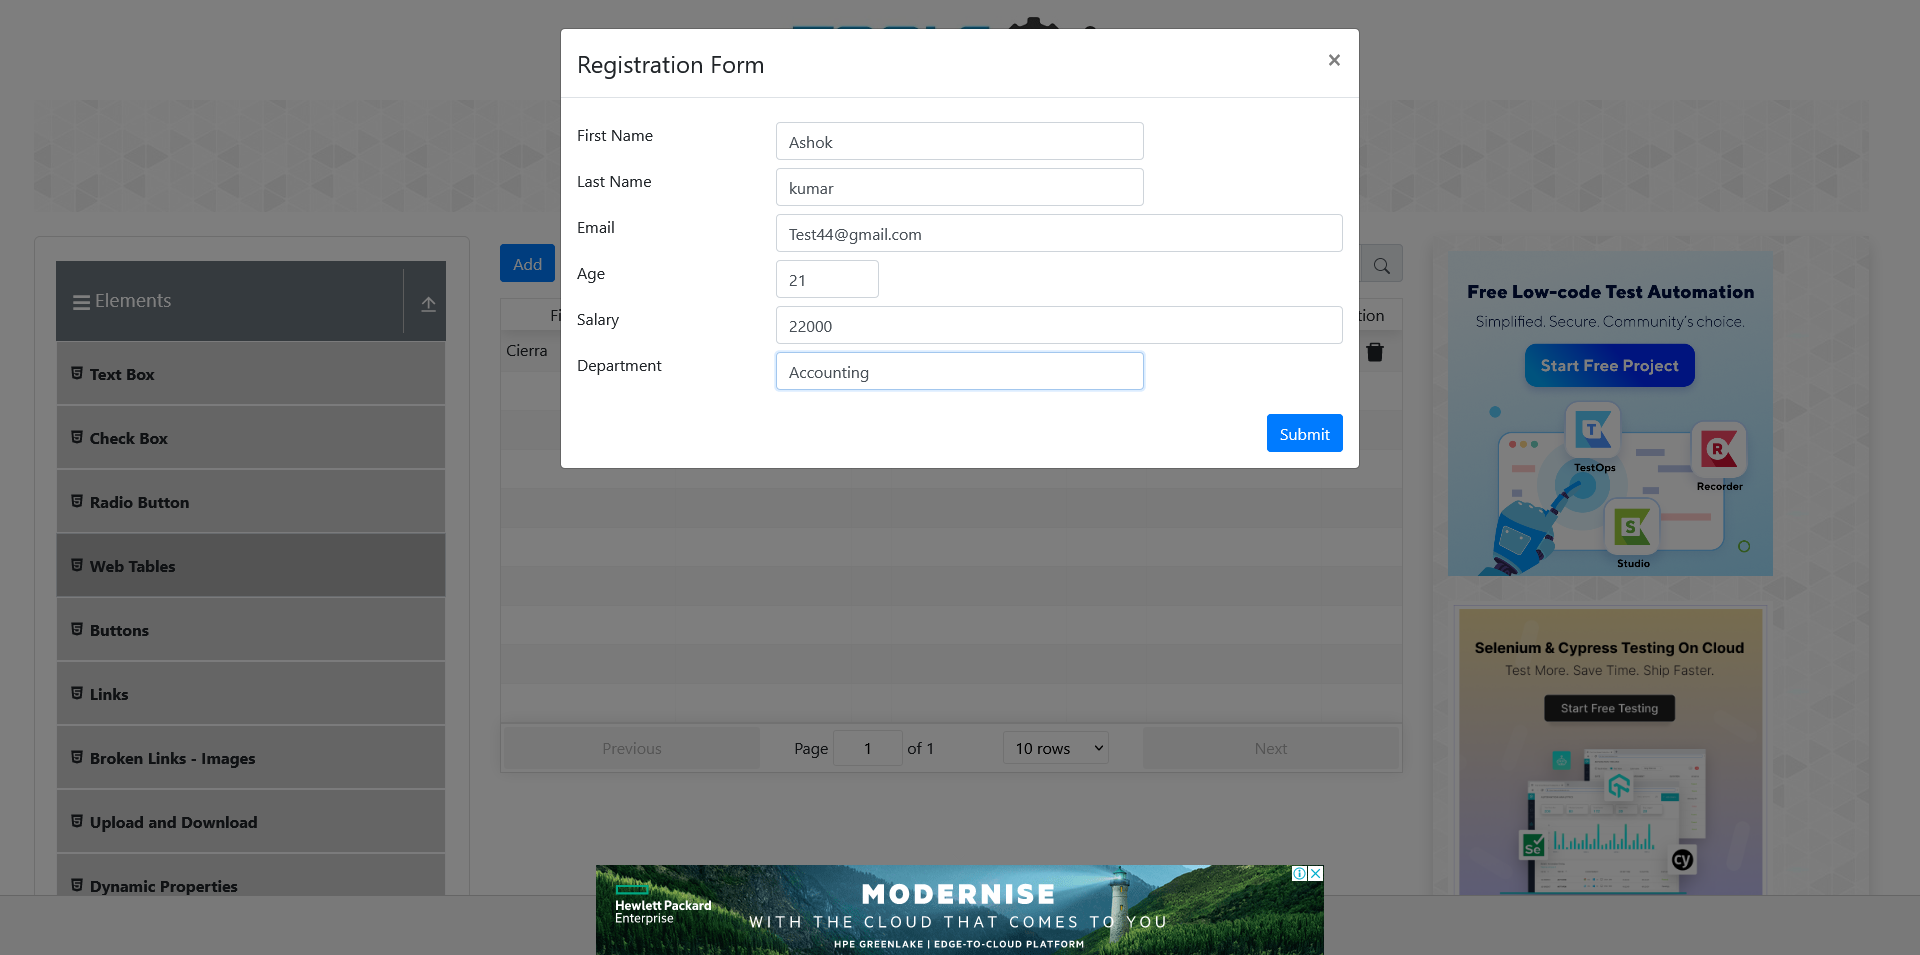 Registration Form
×
First Name
Ashok
Last Name
kumar
Email
Test44@gmail.com
Age
21
Salary
22000
Department
Accounting
Submit
Elements
Text Box
Check Box
Radio Button
Web Tables
Buttons
Links
Broken Links - Images
Upload and Download
Dynamic Properties
Add
Fi
tion
Cierra
Previous
Page 1 of 1
10 rows
Next
Free Low-code Test Automation
Simplified. Secure. Community's choice.
Start Free Project
T
TestOps
R
Recorder
S
Studio
Selenium & Cypress Testing On Cloud
Test More. Save Time. Ship Faster.
Start Free Testing
Se
cy
Hewlett Packard
Enterprise
MODERNISE
WITH THE CLOUD THAT COMES TO YOU
HPE GREENLAKE | EDGE-TO-CLOUD PLATFORM